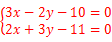 {3x − 2y − 10 = 0
{2x + 3y − 11 = 0